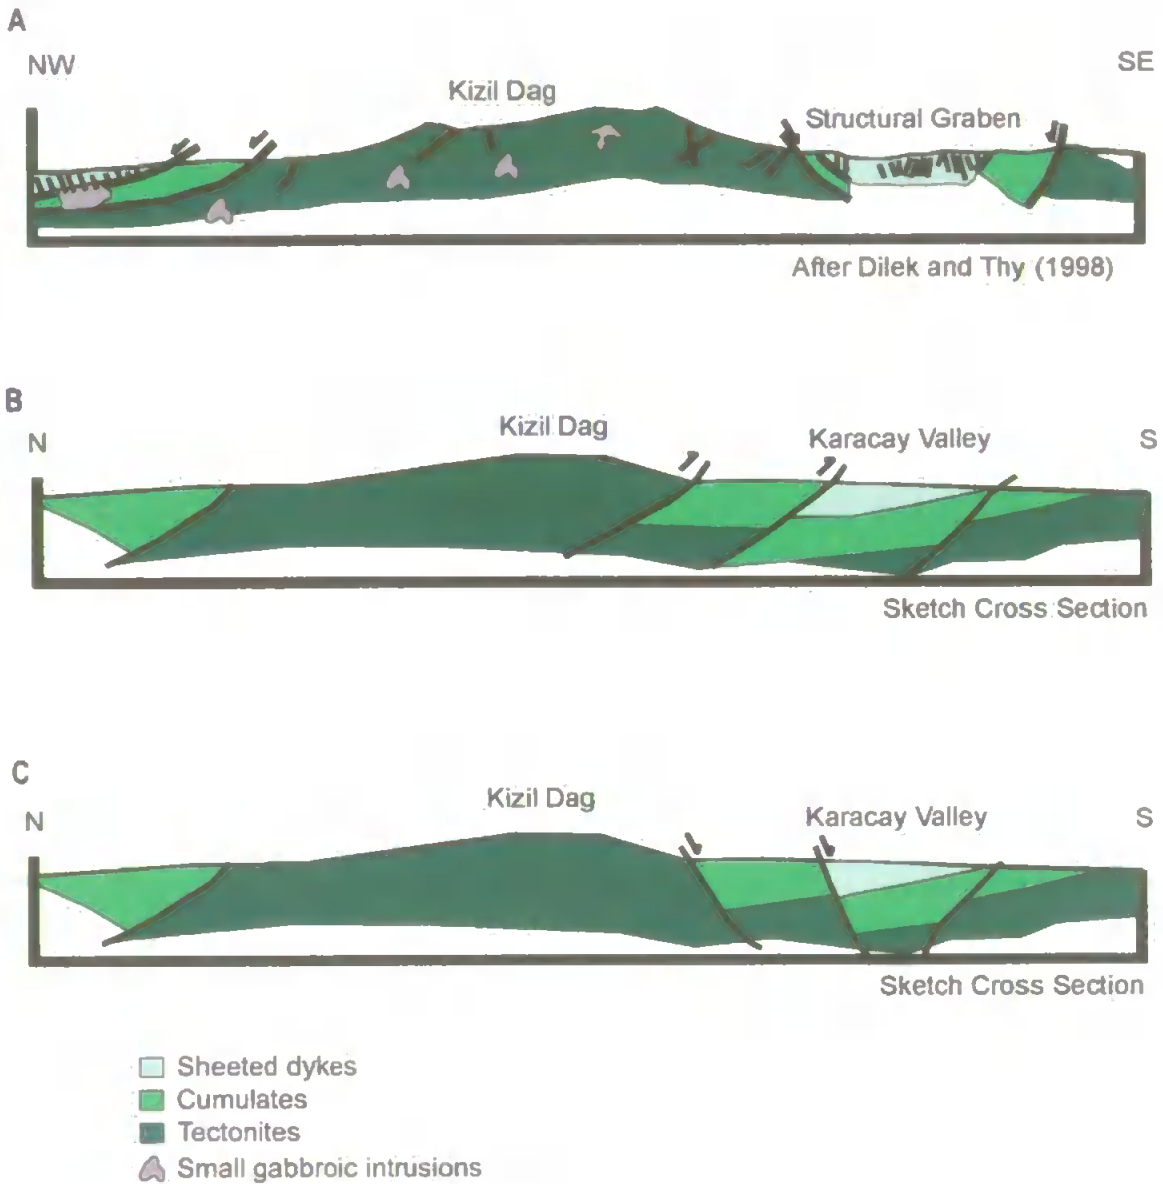 A
NW
SE
Kizil Dag
Structural Graben
After Dilek and Thy (1998)
B
N
Kizil Dag
Karacay Valley
S
Sketch Cross Section
C
N
Kizil Dag
Karacay Valley
S
Sketch Cross Section
Sheeted dykes
Cumulates
Tectonites
Small gabbroic intrusions